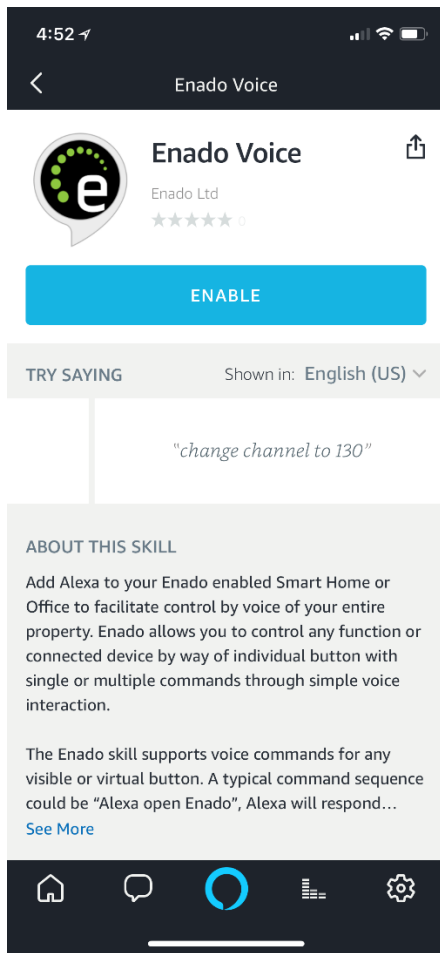 4:52
Enado Voice
e
Enado Voice
Enado Ltd
0
ENABLE
TRY SAYING
Shown in: English (US)
“change channel to 130”
ABOUT THIS SKILL
Add Alexa to your Enado enabled Smart Home or
Office to facilitate control by voice of your entire
property. Enado allows you to control any function or
connected device by way of individual button with
single or multiple commands through simple voice
interaction.
The Enado skill supports voice commands for any
visible or virtual button. A typical command sequence
could be “Alexa open Enado”, Alexa will respond…
See More